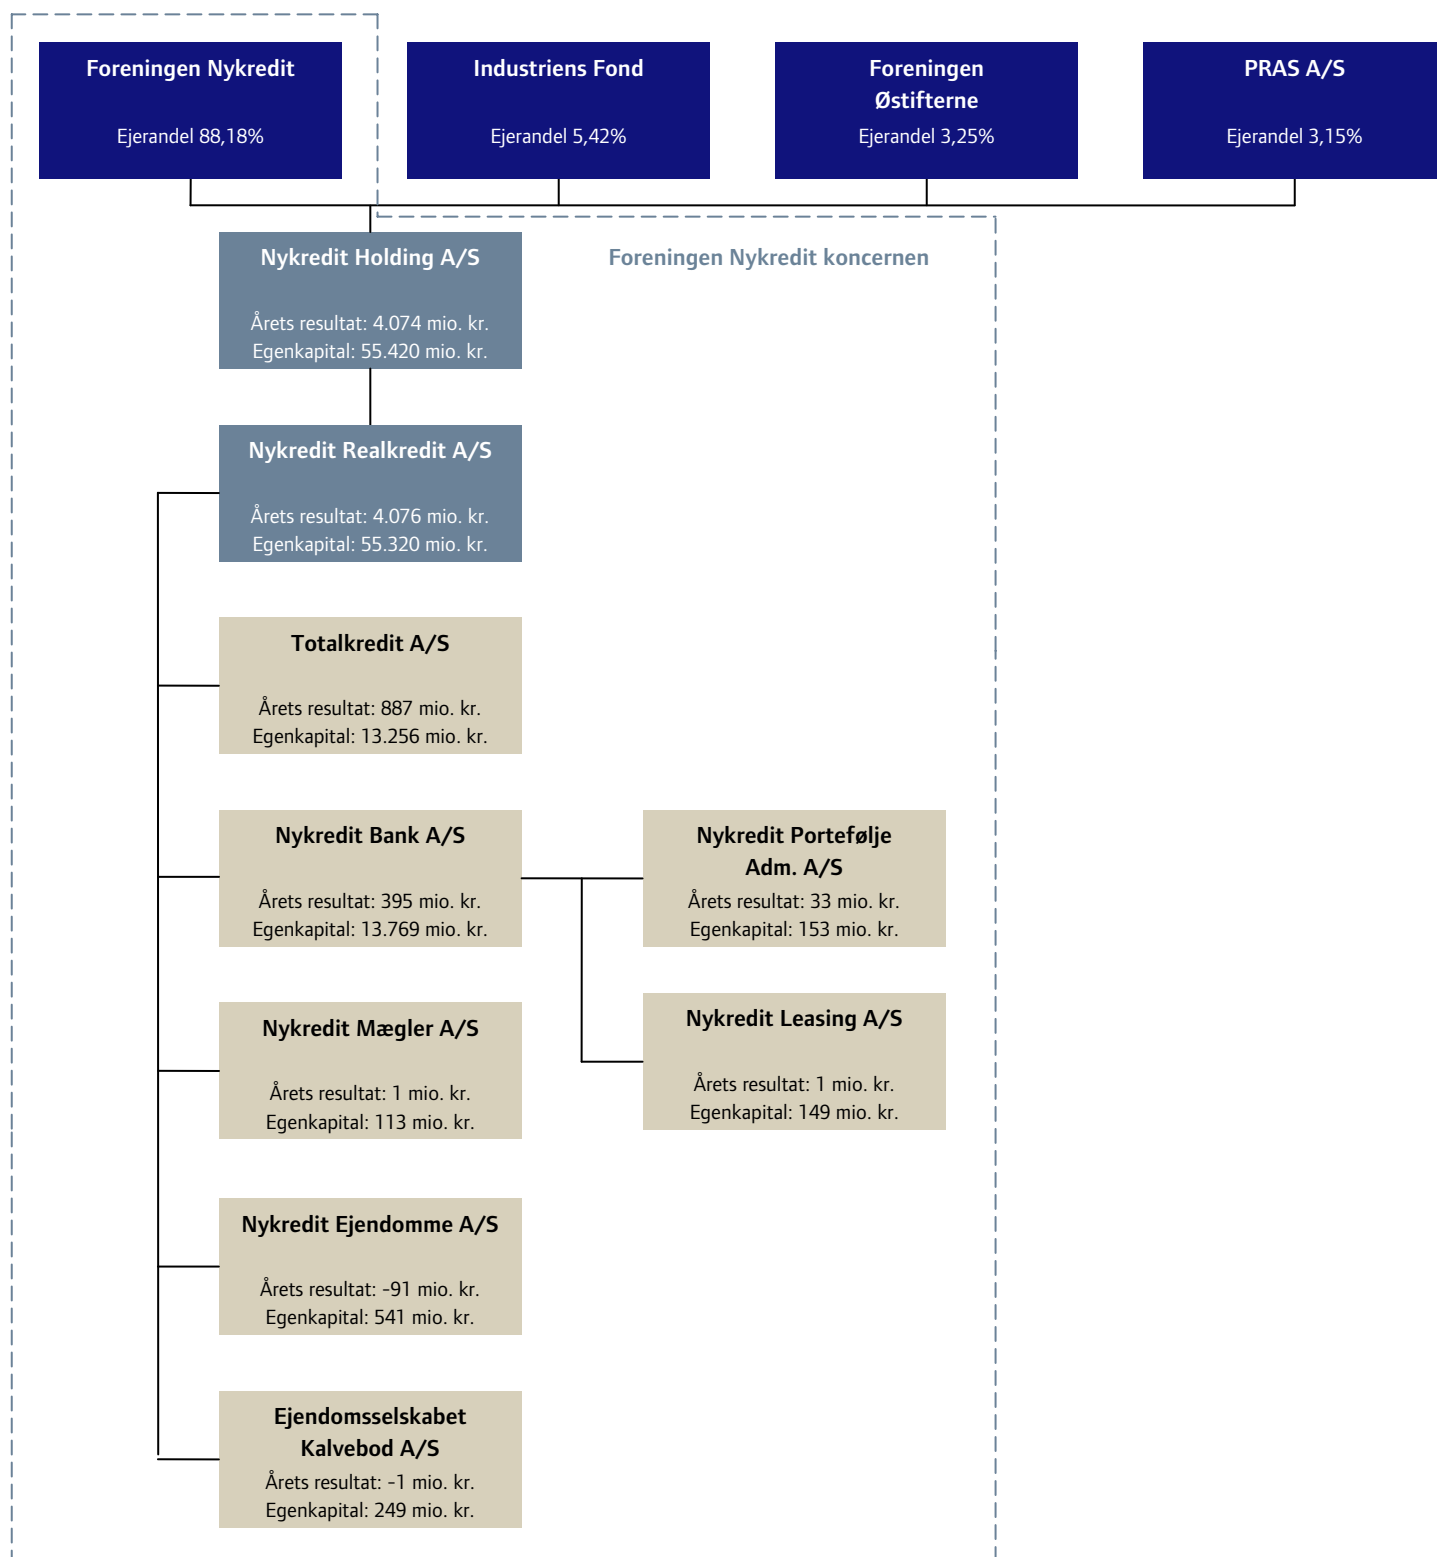 Foreningen Nykredit
Ejerandel 88,18%
Industriens Fond
Ejerandel 5,42%
Foreningen
Østifterne
Ejerandel 3,25%
PRAS A/S
Ejerandel 3,15%
Nykredit Holding A/S
Årets resultat: 4.074 mio. kr.
Egenkapital: 55.420 mio. kr.
Foreningen Nykredit koncernen
Nykredit Realkredit A/S
Årets resultat: 4.076 mio. kr.
Egenkapital: 55.320 mio. kr.
Totalkredit A/S
Årets resultat: 887 mio. kr.
Egenkapital: 13.256 mio. kr.
Nykredit Bank A/S
Årets resultat: 395 mio. kr.
Egenkapital: 13.769 mio. kr.
Nykredit Portefølje
Adm. A/S
Årets resultat: 33 mio. kr.
Egenkapital: 153 mio. kr.
Nykredit Mægler A/S
Årets resultat: 1 mio. kr.
Egenkapital: 113 mio. kr.
Nykredit Leasing A/S
Årets resultat: 1 mio. kr.
Egenkapital: 149 mio. kr.
Nykredit Ejendomme A/S
Årets resultat: -91 mio. kr.
Egenkapital: 541 mio. kr.
Ejendomsselskabet
Kalvebod A/S
Årets resultat: -1 mio. kr.
Egenkapital: 249 mio. kr.